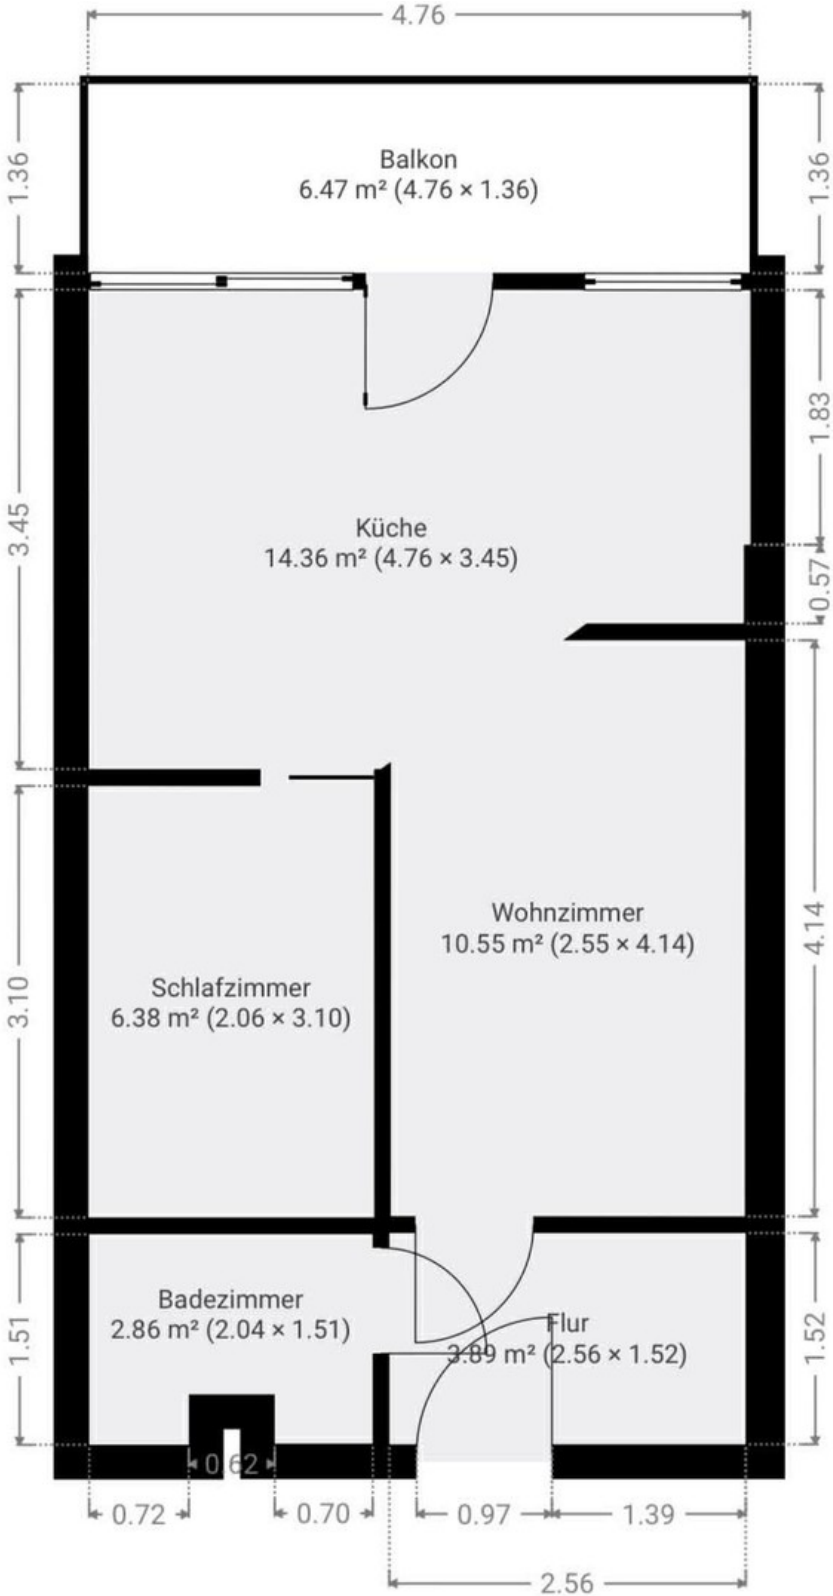 4.76
1.36
1.36
Balkon
6.47 m² (4.76 × 1.36)
3.45
1.83
Küche
14.36 m² (4.76 × 3.45)
0.57
3.10
4.14
Wohnzimmer
10.55 m² (2.55 × 4.14)
Schlafzimmer
6.38 m² (2.06 × 3.10)
1.51
1.52
Badezimmer
2.86 m² (2.04 × 1.51)
Flur
3.89 m² (2.56 × 1.52)
0.62
0.72
0.70
0.97
1.39
2.56